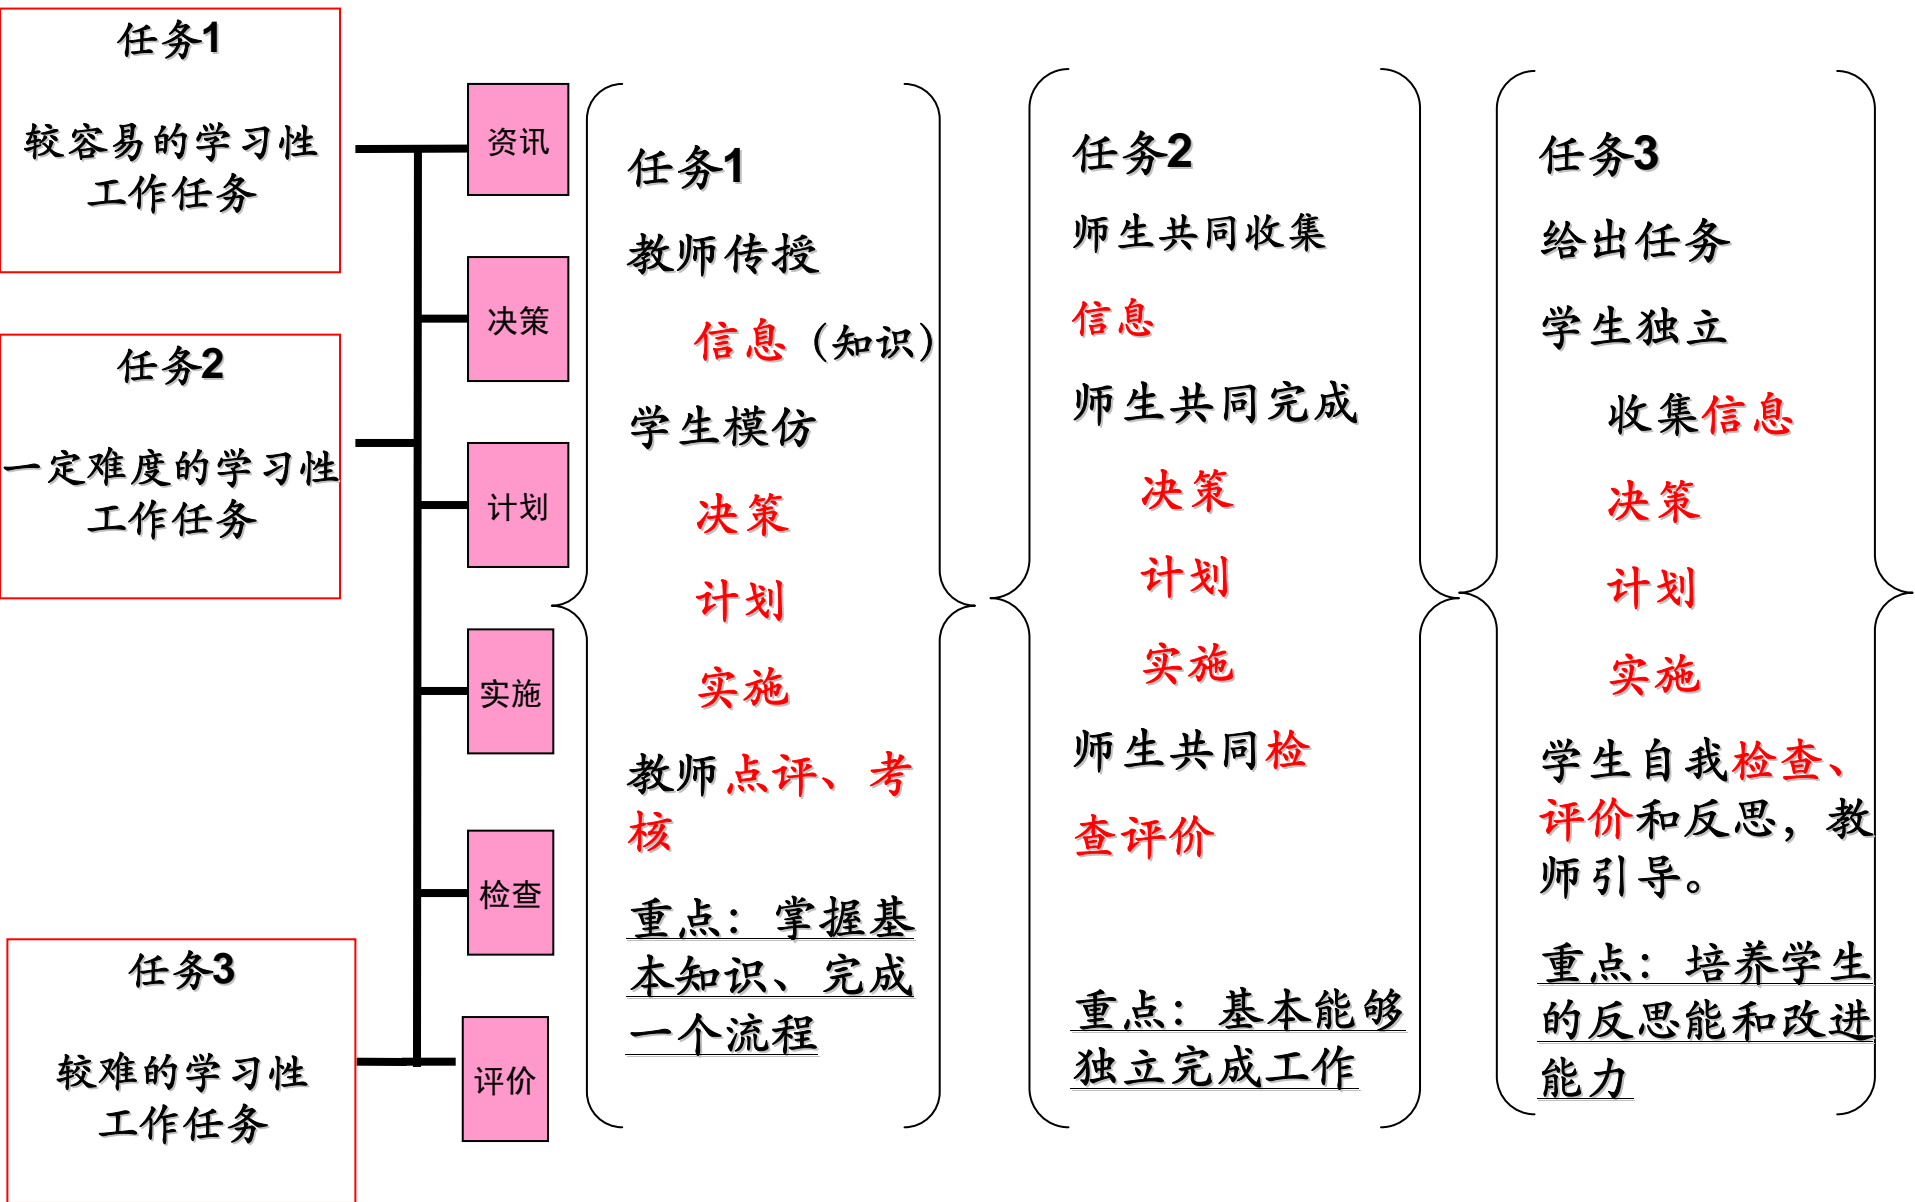 任务1
较容易的学习性
工作任务
任务2
一定难度的学习性
工作任务
任务3
较难的学习性
工作任务
资讯
决策
计划
实施
检查
评价
任务1
教师传授
信息（知识）
学生模仿
决策
计划
实施
教师点评、考
核
重点：掌握基
本知识、完成
一个流程
任务2
师生共同收集
信息
师生共同完成
决策
计划
实施
师生共同检
查评价
重点：基本能够
独立完成工作
任务3
给出任务
学生独立
收集信息
决策
计划
实施
学生自我检查、
评价和反思，教
师引导。
重点：培养学生
的反思能和改进
能力